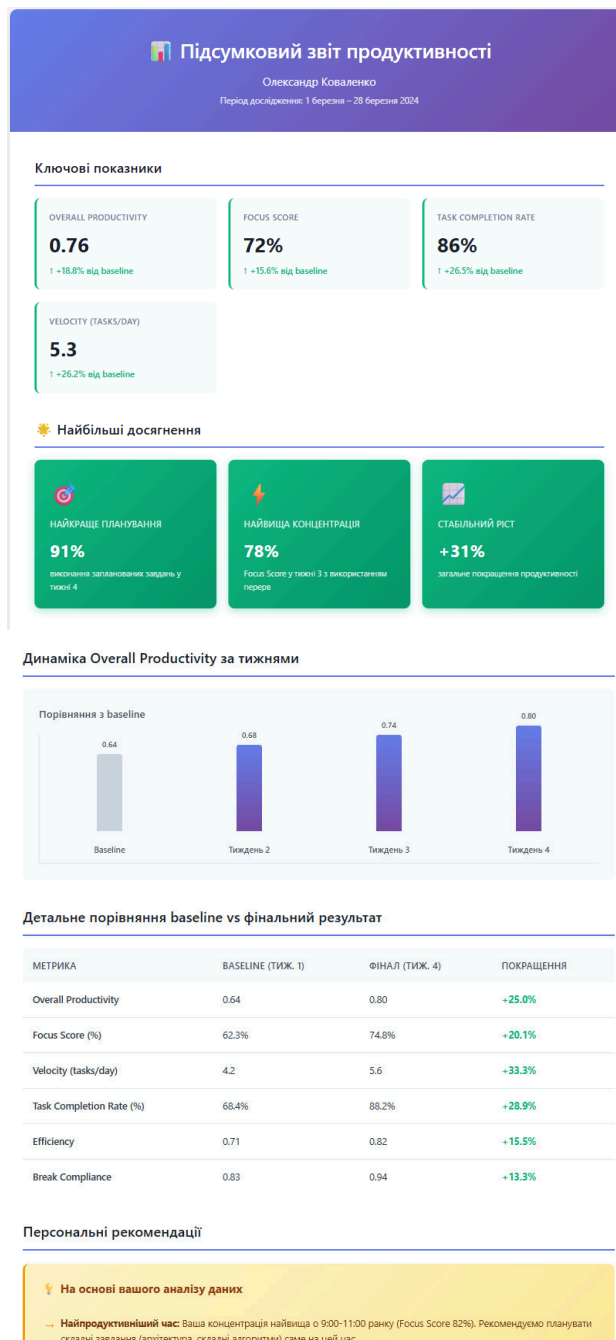 📊 Підсумковий звіт продуктивності
Олександр Коваленко
Період дослідження: 1 березня – 28 березня 2024
Ключові показники
OVERALL PRODUCTIVITY
0.76
↑ +18.8% від baseline
FOCUS SCORE
72%
↑ +15.6% від baseline
TASK COMPLETION RATE
86%
↑ +26.5% від baseline
VELOCITY (TASKS/DAY)
5.3
↑ +26.2% від baseline
🌟 Найбільші досягнення
НАЙКРАЩЕ ПЛАНУВАННЯ
91%
виконання запланованих завдань у
тижні 4
НАЙВИЩА КОНЦЕНТРАЦІЯ
78%
Focus Score у тижні 3 з використанням
перерв
СТАБІЛЬНИЙ РІСТ
+31%
загальне покращення продуктивності
Динаміка Overall Productivity за тижнями
Порівняння з baseline
0.64
0.68
0.74
0.80
Baseline
Тиждень 2
Тиждень 3
Тиждень 4
Детальне порівняння baseline vs фінальний результат
МЕТРИКА BASELINE (ТИЖ. 1) ФІНАЛ (ТИЖ. 4) ПОКРАЩЕННЯ
Overall Productivity 0.64 0.80 +25.0%
Focus Score (%) 62.3% 74.8% +20.1%
Velocity (tasks/day) 4.2 5.6 +33.3%
Task Completion Rate (%) 68.4% 88.2% +28.9%
Efficiency 0.71 0.82 +15.5%
Break Compliance 0.83 0.94 +13.3%
Персональні рекомендації
💡 На основі вашого аналізу даних
→ Найпродуктивніший час: Ваша концентрація найвища о 9:00-11:00 ранку (Focus Score 82%). Рекомендуємо планувати
складні завдання (архітектура, складні алгоритми) саме на цей час.